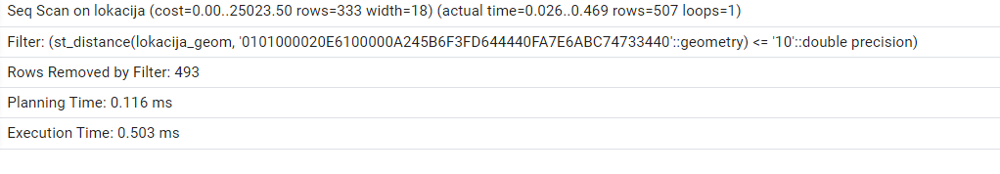 Seq Scan on lokacija (cost=0.00..25023.50 rows=333 width=18) (actual time=0.026..0.469 rows=507 loops=1)
Filter: (st_distance(lokacija_geom, '0101000020E6100000A245B6F3FD644440FA7E6ABC74733440'::geometry) <= '10'::double precision)
Rows Removed by Filter: 493
Planning Time: 0.116 ms
Execution Time: 0.503 ms